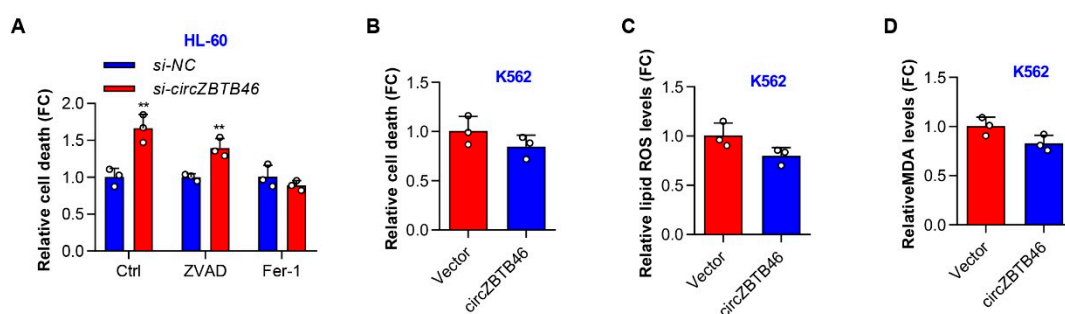 A
HL-60
si-NC
si-circZBTB46
Relative cell death (FC)
2.0
1.5
1.0
0.5
0.0
**
**
Ctrl
ZVAD
Fer-1
B
K562
Relative cell death (FC)
1.5
1.0
0.5
0.0
Vector
circZBTB46
C
K562
Relative lipid ROS levels (FC)
1.5
1.0
0.5
0.0
Vector
circZBTB46
D
K562
RelativeMDA levels (FC)
1.5
1.0
0.5
0.0
Vector
circZBTB46